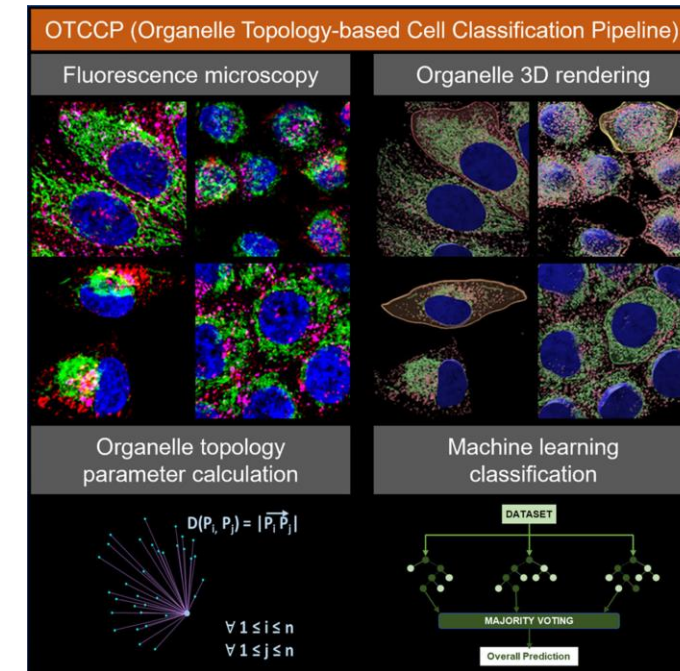 OTCCP (Organelle Topology-based Cell Classification Pipeline)
Fluorescence microscopy
Organelle 3D rendering
Organelle topology
parameter calculation
Machine learning
classification
D(Pᵢ, Pⱼ) = |PᵢPⱼ|
∀ 1 ≤ i ≤ n
∀ 1 ≤ j ≤ n
DATASET
MAJORITY VOTING
Overall Prediction